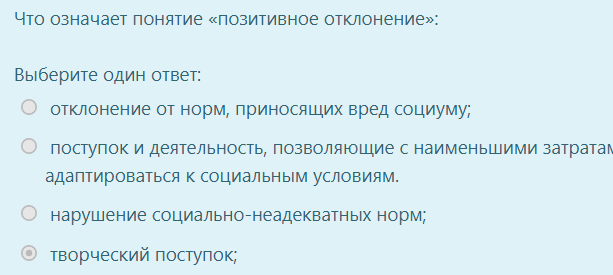 Что означает понятие «позитивное отклонение»:
Выберите один ответ:
отклонение от норм, приносящих вред социуму;
поступок и деятельность, позволяющие с наименьшими затратам
адаптироваться к социальным условиям.
нарушение социально-неадекватных норм;
творческий поступок;